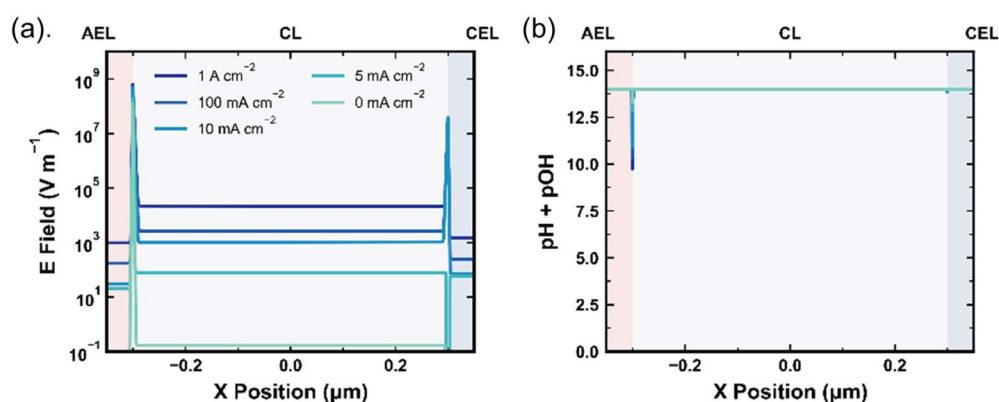 (a).
AEL CL CEL
1 A cm⁻²
100 mA cm⁻²
10 mA cm⁻²
5 mA cm⁻²
0 mA cm⁻²
E Field (V m⁻¹)
10⁹
10⁷
10⁵
10³
10¹
10⁻¹
−0.2 0.0 0.2
X Position (µm)
(b)
AEL CL CEL
pH + pOH
15.0
12.5
10.0
7.5
5.0
2.5
0.0
−0.2 0.0 0.2
X Position (µm)